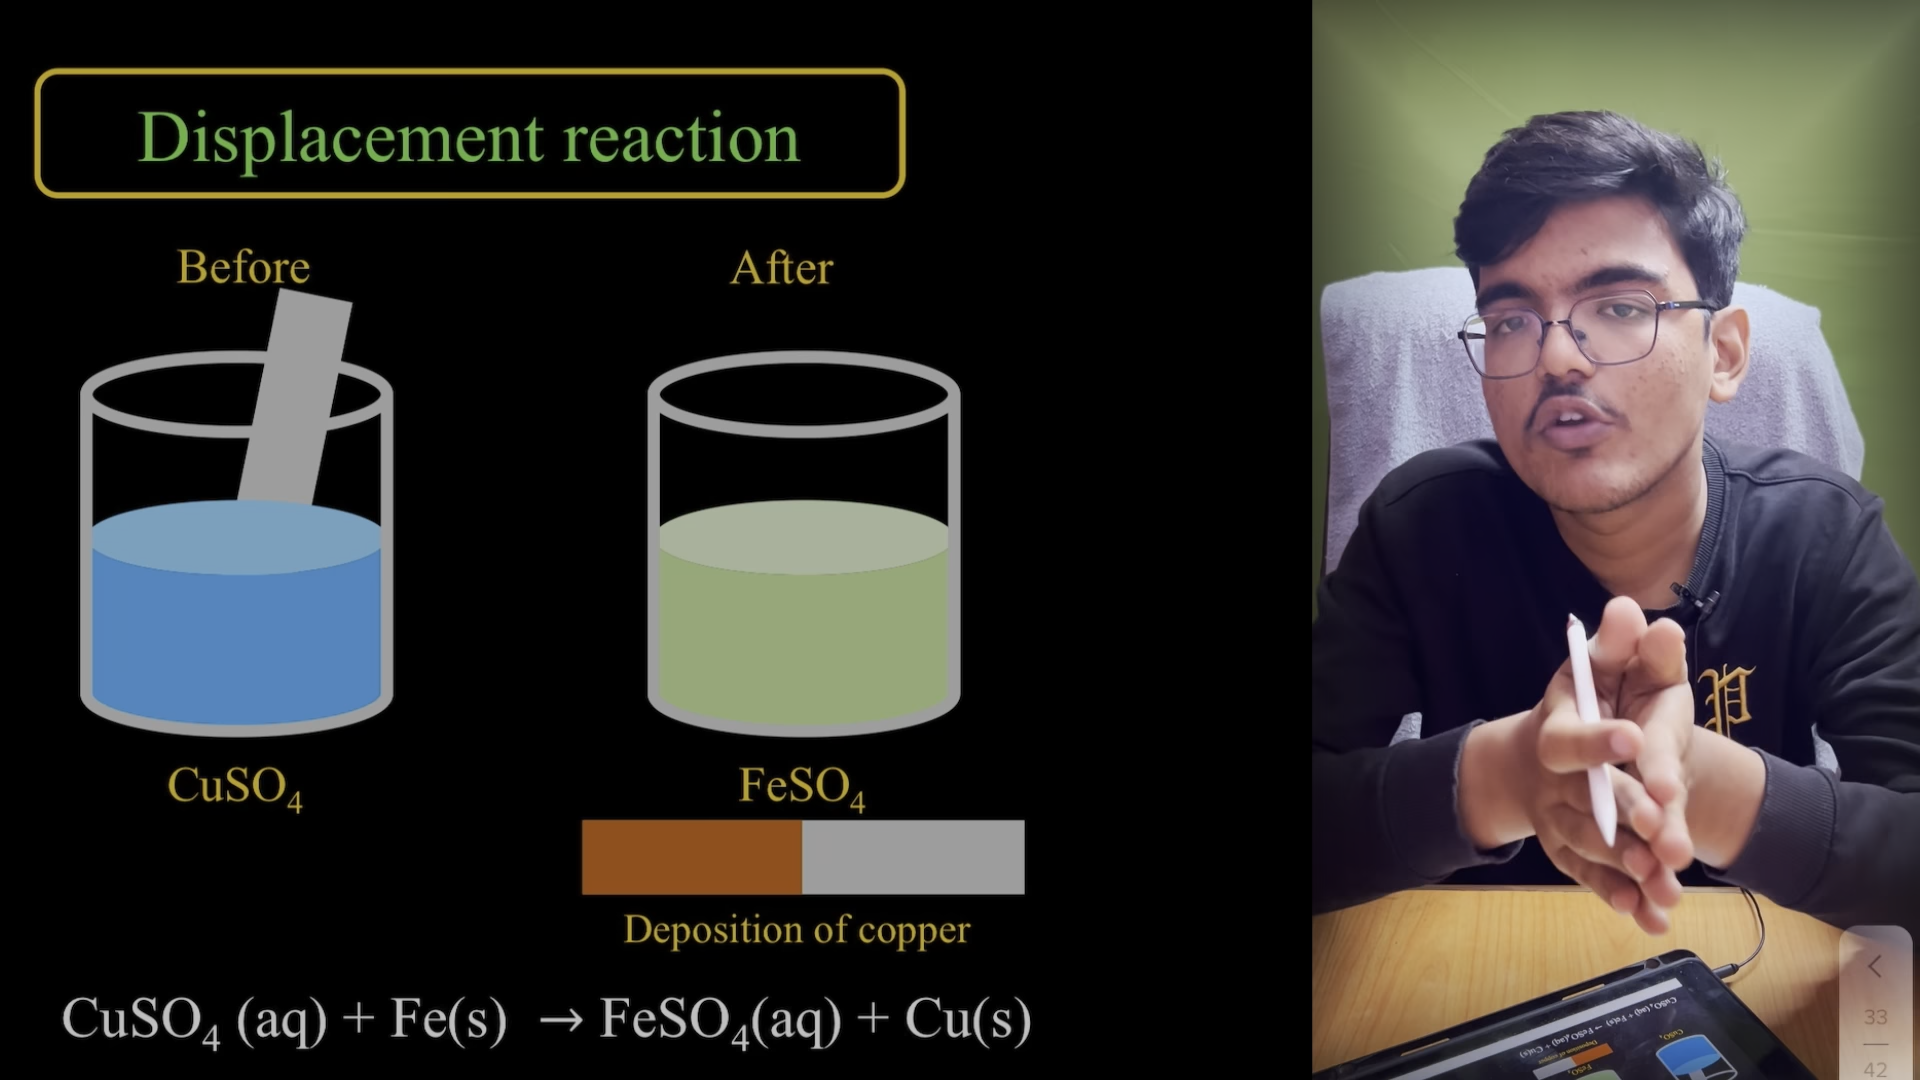 Displacement reaction
Before
After
CuSO₄
FeSO₄
Deposition of copper
CuSO₄ (aq) + Fe(s) → FeSO₄(aq) + Cu(s)
P
33
42